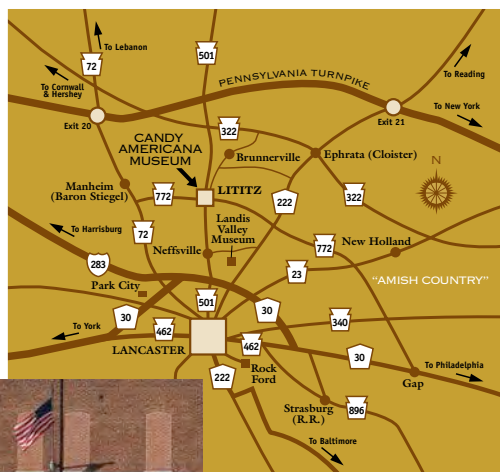 To Lebanon
72
501
To Reading
To Cornwall
& Hershey
PENNSYLVANIA TURNPIKE
To New York
Exit 20
Exit 21
CANDY
AMERICANA
MUSEUM
322
Brunnerville
Ephrata (Cloister)
N
Manheim
(Baron Stiegel)
772
LITITZ
222
322
Landis
Valley
Museum
72
To Harrisburg
Neffsville
772
New Holland
283
23
"AMISH COUNTRY"
Park City
501
30
30
To York
462
340
LANCASTER
462
30
Rock
Ford
To Philadelphia
222
Gap
Strasburg
(R.R.)
896
To Baltimore